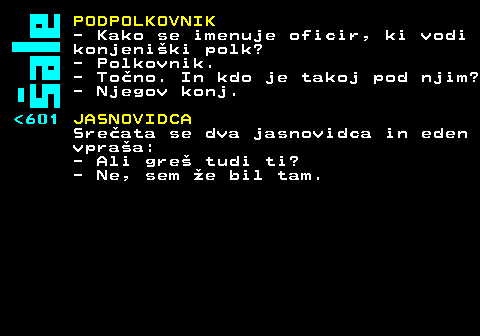 šale
PODPOLKOVNIK
- Kako se imenuje oficir, ki vodi
konjeniški polk?
- Polkovnik.
- Točno. In kdo je takoj pod njim?
- Njegov konj.
<601 JASNOVIDCA
Srečata se dva jasnovidca in eden
vpraša:
- Ali greš tudi ti?
- Ne, sem že bil tam.